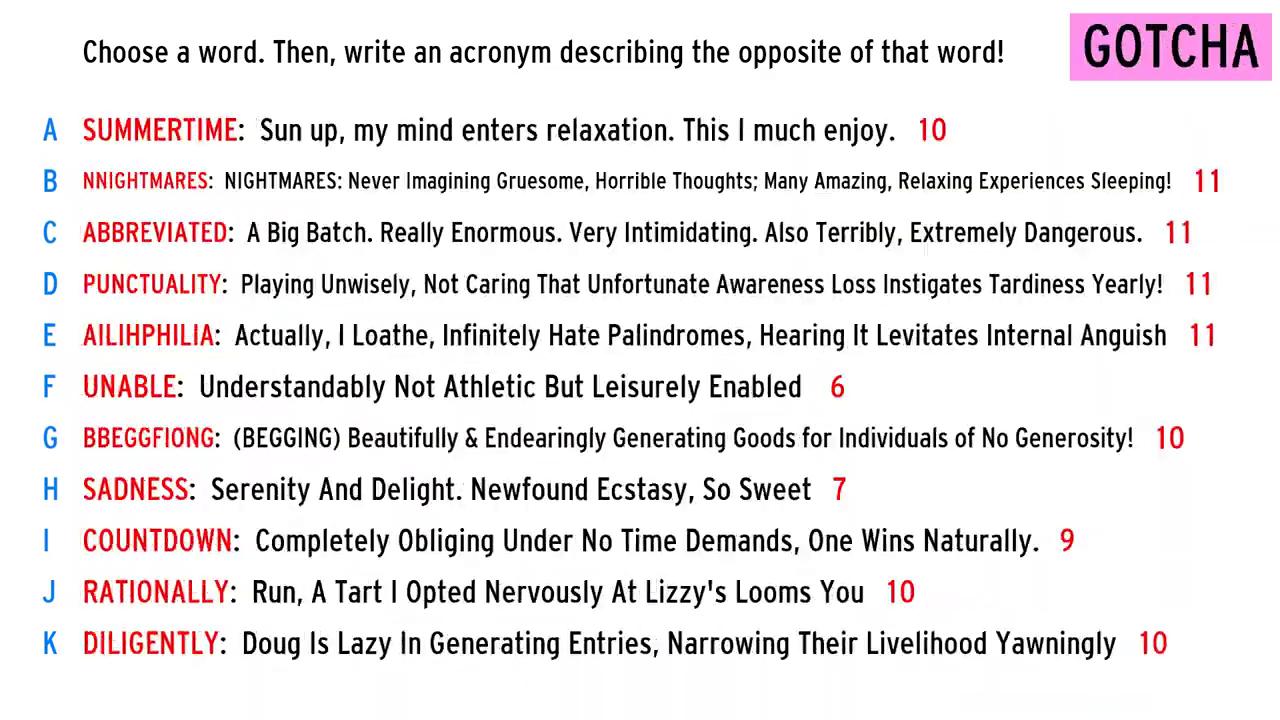 Choose a word. Then, write an acronym describing the opposite of that word!
GOTCHA
A SUMMERTIME: Sun up, my mind enters relaxation. This I much enjoy. 10
B NNIGHTMARES: NIGHTMARES: Never Imagining Gruesome, Horrible Thoughts; Many Amazing, Relaxing Experiences Sleeping! 11
C ABBREVIATED: A Big Batch. Really Enormous. Very Intimidating. Also Terribly, Extremely Dangerous. 11
D PUNCTUALITY: Playing Unwisely, Not Caring That Unfortunate Awareness Loss Instigates Tardiness Yearly! 11
E AILIHPHILIA: Actually, I Loathe, Infinitely Hate Palindromes, Hearing It Levitates Internal Anguish 11
F UNABLE: Understandably Not Athletic But Leisurely Enabled 6
G BBEGGFIONG: (BEGGING) Beautifully & Endearingly Generating Goods for Individuals of No Generosity! 10
H SADNESS: Serenity And Delight. Newfound Ecstasy, So Sweet 7
I COUNTDOWN: Completely Obliging Under No Time Demands, One Wins Naturally. 9
J RATIONALLY: Run, A Tart I Opted Nervously At Lizzy's Looms You 10
K DILIGENTLY: Doug Is Lazy In Generating Entries, Narrowing Their Livelihood Yawningly 10